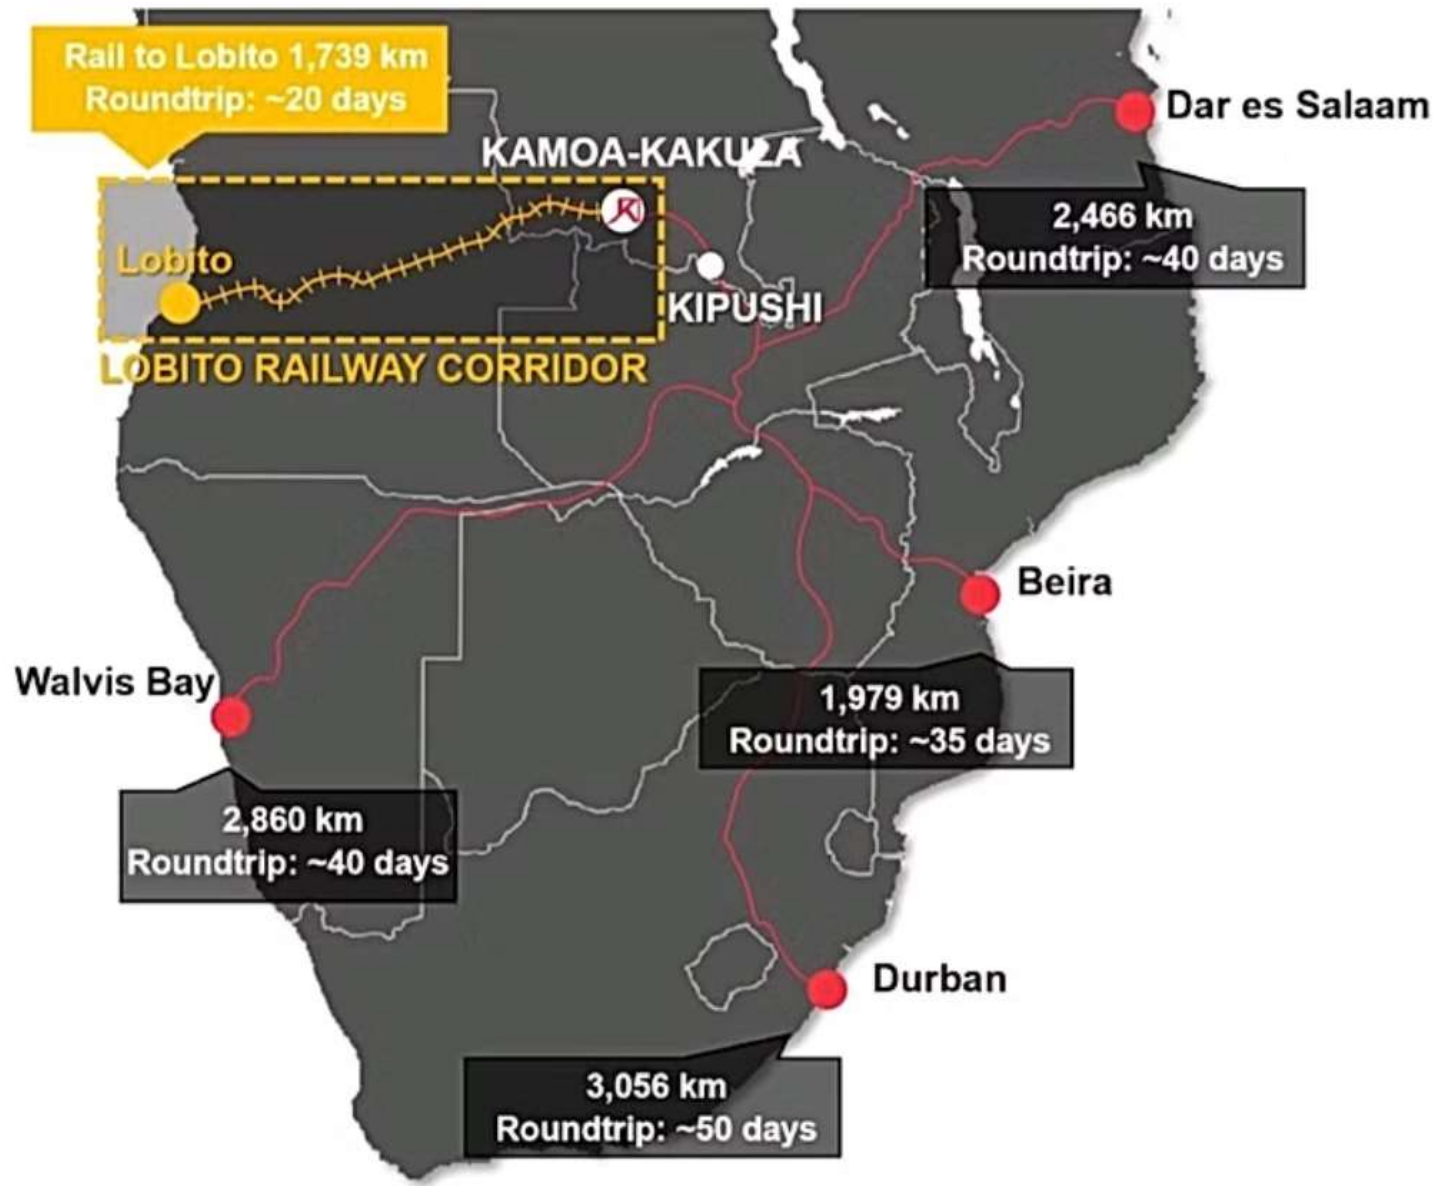 Rail to Lobito 1,739 km
Roundtrip: ~20 days
KAMOA-KAKULA
Dar es Salaam
2,466 km
Roundtrip: ~40 days
Lobito
KIPUSHI
LOBITO RAILWAY CORRIDOR
Beira
Walvis Bay
1,979 km
Roundtrip: ~35 days
2,860 km
Roundtrip: ~40 days
Durban
3,056 km
Roundtrip: ~50 days